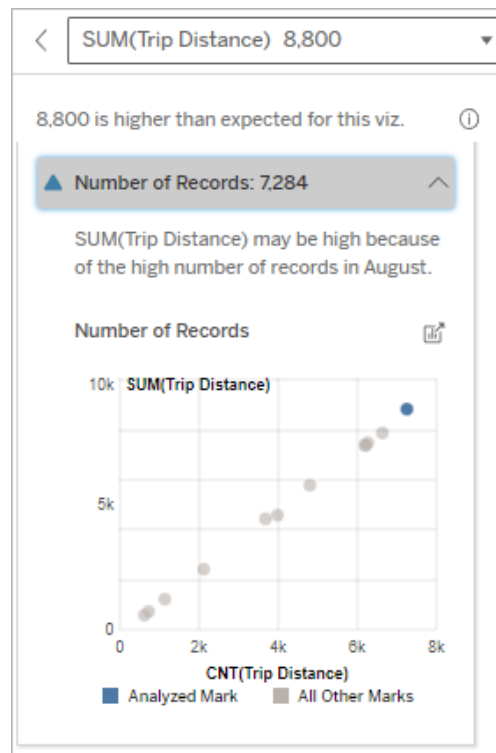 SUM(Trip Distance) 8,800
8,800 is higher than expected for this viz.
Number of Records: 7,284
SUM(Trip Distance) may be high because
of the high number of records in August.
Number of Records
10k SUM(Trip Distance)
5k
0
0 2k 4k 6k 8k
CNT(Trip Distance)
Analyzed Mark All Other Marks